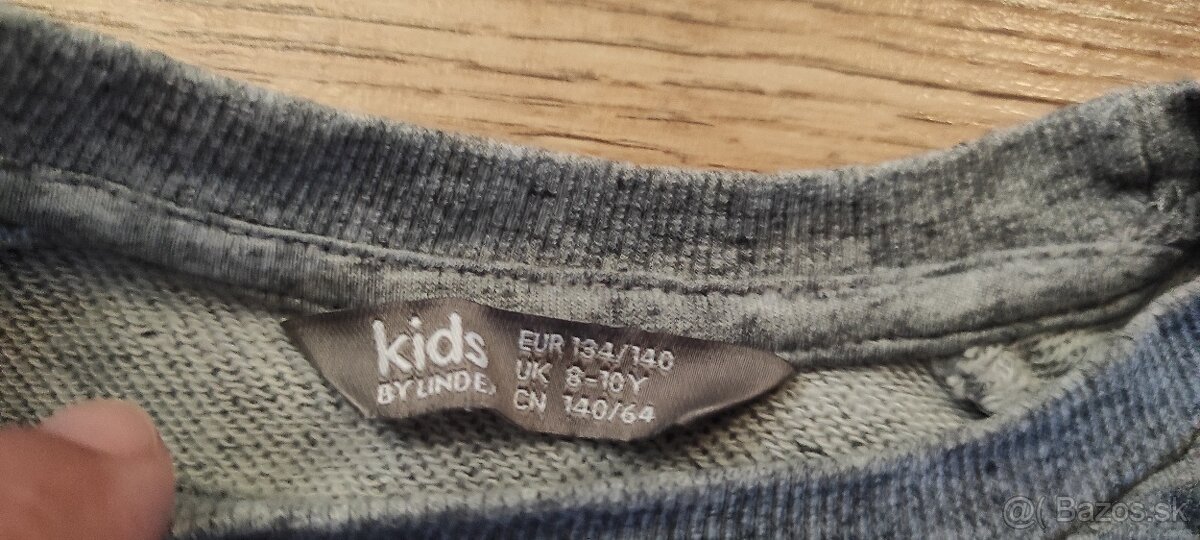 kids
BY LINDEX
EUR 134/140
UK 8-10Y
CN 140/64
@( Bazos.sk